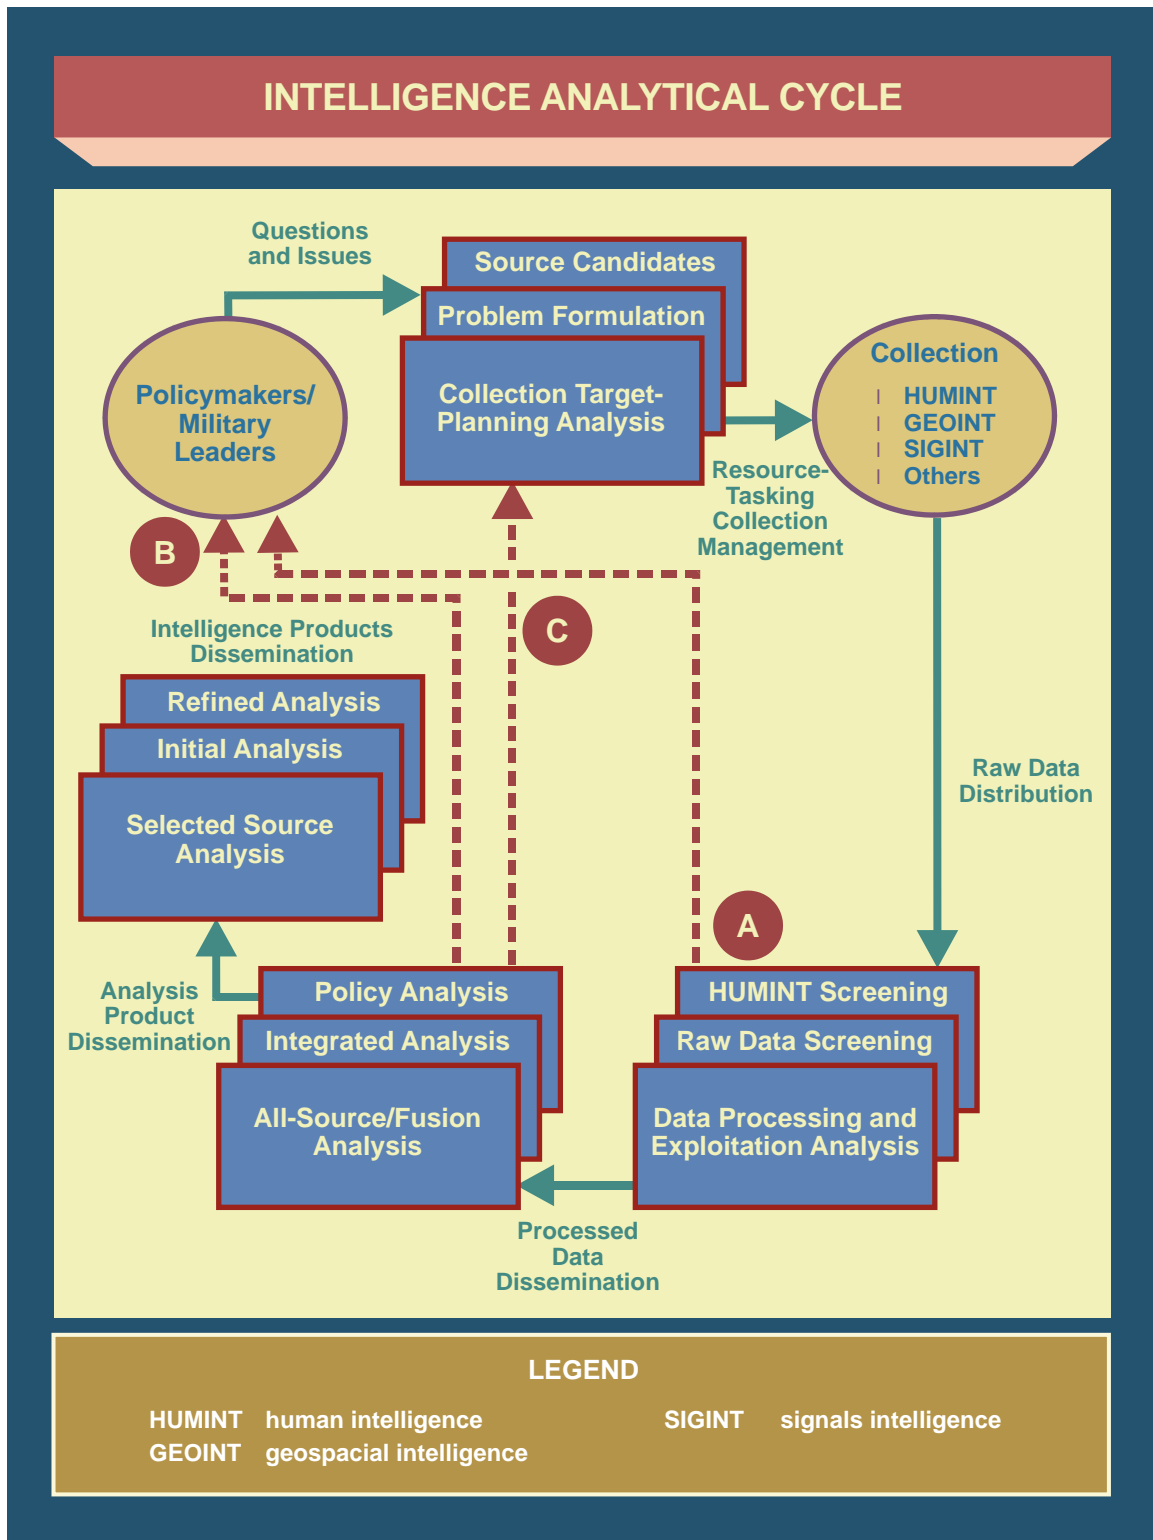 INTELLIGENCE ANALYTICAL CYCLE
Questions
and Issues
Source Candidates
Problem Formulation
Collection Target-
Planning Analysis
Policymakers/
Military
Leaders
Collection
HUMINT
GEOINT
SIGINT
Others
Resource-
Tasking
Collection
Management
B
C
Intelligence Products
Dissemination
Refined Analysis
Initial Analysis
Selected Source
Analysis
Raw Data
Distribution
A
Analysis
Product
Dissemination
Policy Analysis
Integrated Analysis
All-Source/Fusion
Analysis
HUMINT Screening
Raw Data Screening
Data Processing and
Exploitation Analysis
Processed
Data
Dissemination
LEGEND
HUMINT human intelligence
GEOINT geospacial intelligence
SIGINT signals intelligence